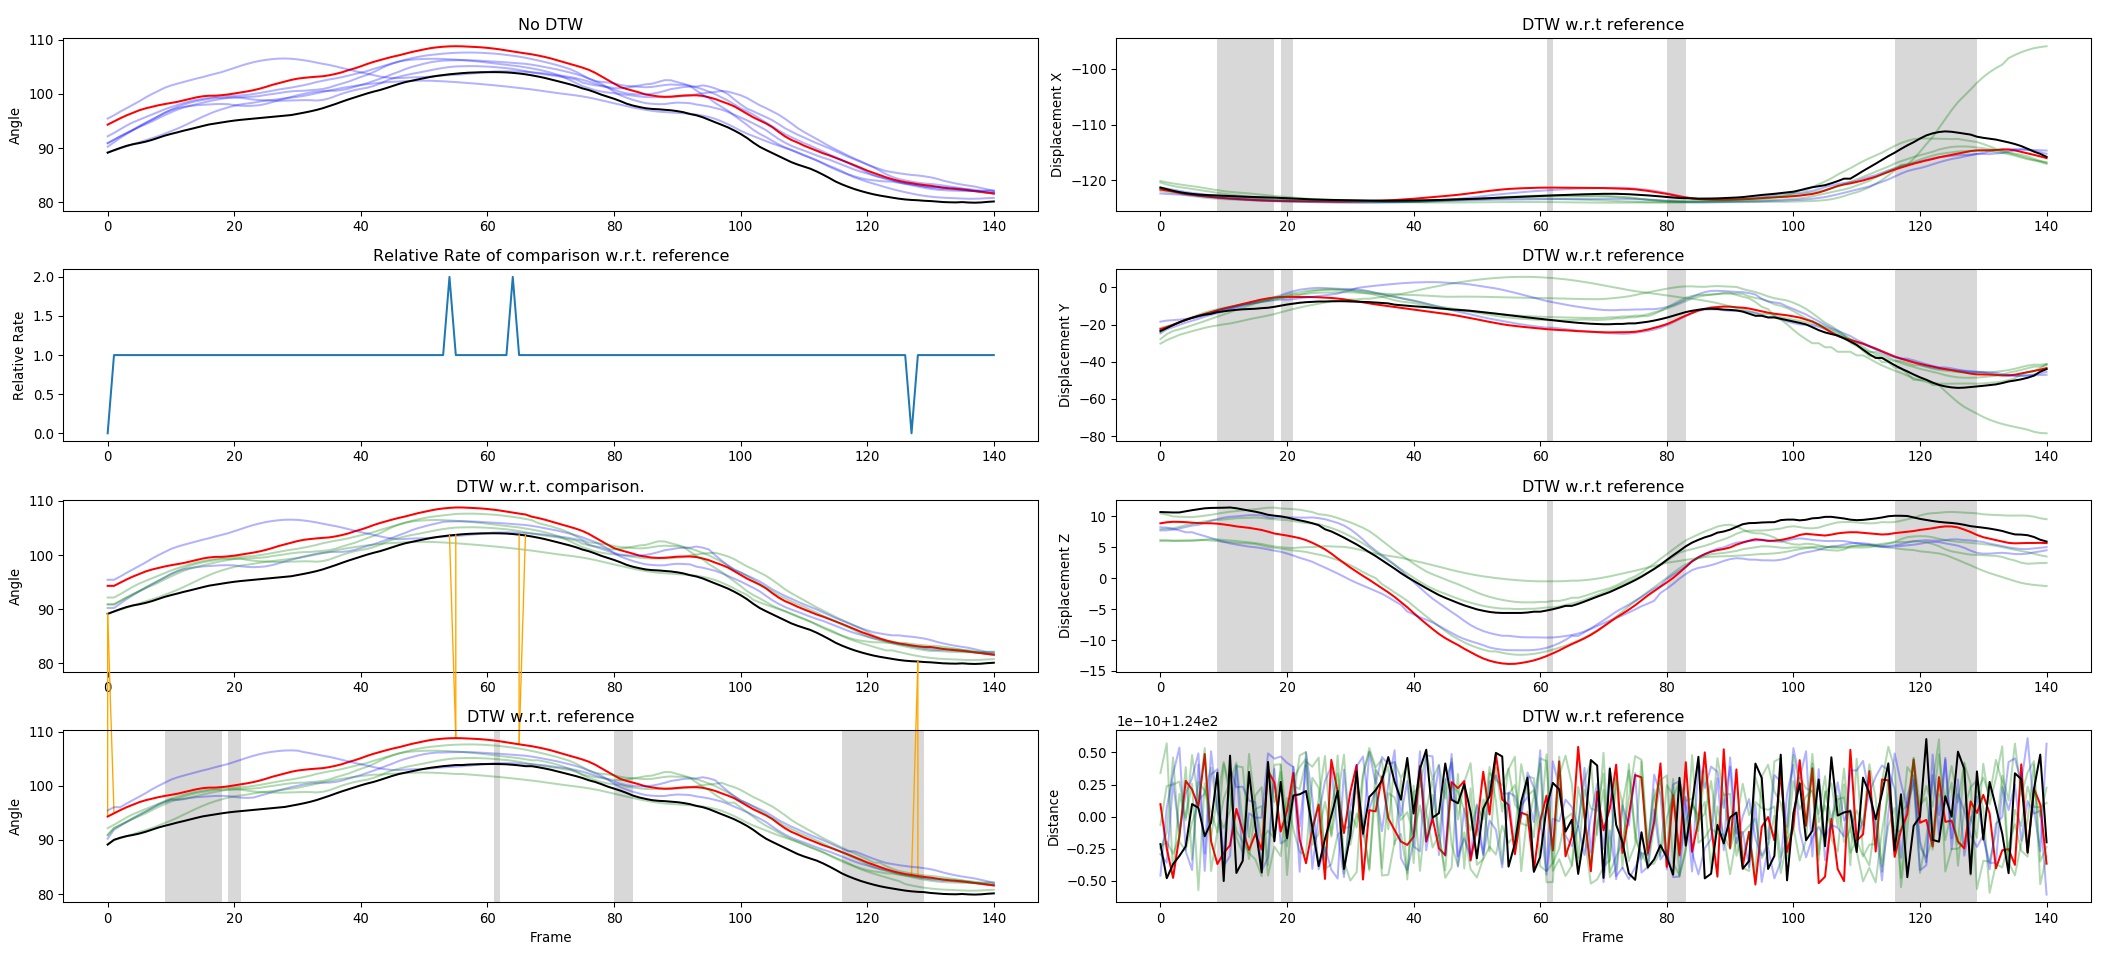 No DTW
Angle
110
100
90
80
0 20 40 60 80 100 120 140
DTW w.r.t reference
Displacement X
−100
−110
−120
0 20 40 60 80 100 120 140
Relative Rate of comparison w.r.t. reference
Relative Rate
2.0
1.5
1.0
0.5
0.0
0 20 40 60 80 100 120 140
DTW w.r.t reference
Displacement Y
0
−20
−40
−60
−80
0 20 40 60 80 100 120 140
DTW w.r.t. comparison.
Angle
110
100
90
80
0 20 40 60 80 100 120 140
DTW w.r.t reference
Displacement Z
10
5
0
−5
−10
−15
0 20 40 60 80 100 120 140
DTW w.r.t. reference
Angle
110
100
90
80
0 20 40 60 80 100 120 140
Frame
DTW w.r.t reference
1e−10+1.24e2
Distance
0.50
0.25
0.00
−0.25
−0.50
0 20 40 60 80 100 120 140
Frame